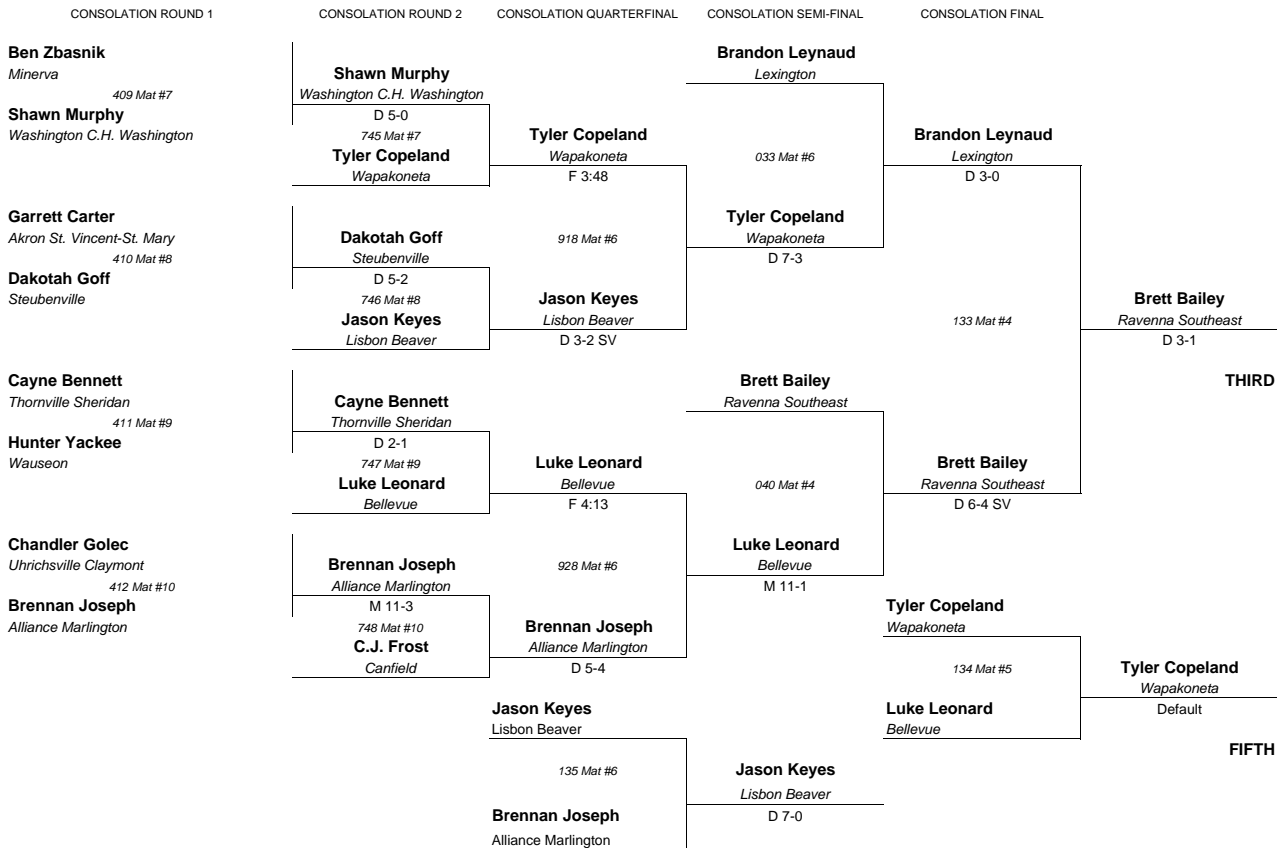 CONSOLATION ROUND 1
CONSOLATION ROUND 2
CONSOLATION QUARTERFINAL
CONSOLATION SEMI-FINAL
CONSOLATION FINAL
Ben Zbasnik
Minerva
409 Mat #7
Shawn Murphy
Washington C.H. Washington
Garrett Carter
Akron St. Vincent-St. Mary
410 Mat #8
Dakotah Goff
Steubenville
Cayne Bennett
Thornville Sheridan
411 Mat #9
Hunter Yackee
Wauseon
Chandler Golec
Uhrichsville Claymont
412 Mat #10
Brennan Joseph
Alliance Marlington
Shawn Murphy
Washington C.H. Washington
D 5-0
745 Mat #7
Tyler Copeland
Wapakoneta
Dakotah Goff
Steubenville
D 5-2
746 Mat #8
Jason Keyes
Lisbon Beaver
Cayne Bennett
Thornville Sheridan
D 2-1
747 Mat #9
Luke Leonard
Bellevue
Brennan Joseph
Alliance Marlington
M 11-3
748 Mat #10
C.J. Frost
Canfield
Tyler Copeland
Wapakoneta
F 3:48
918 Mat #6
Jason Keyes
Lisbon Beaver
D 3-2 SV
Luke Leonard
Bellevue
F 4:13
928 Mat #6
Brennan Joseph
Alliance Marlington
D 5-4
Jason Keyes
Lisbon Beaver
135 Mat #6
Brennan Joseph
Alliance Marlington
Brandon Leynaud
Lexington
033 Mat #6
Tyler Copeland
Wapakoneta
D 7-3
Brett Bailey
Ravenna Southeast
040 Mat #4
Luke Leonard
Bellevue
M 11-1
Jason Keyes
Lisbon Beaver
D 7-0
Brandon Leynaud
Lexington
D 3-0
133 Mat #4
Brett Bailey
Ravenna Southeast
D 6-4 SV
Tyler Copeland
Wapakoneta
134 Mat #5
Luke Leonard
Bellevue
Brett Bailey
Ravenna Southeast
D 3-1
THIRD
Tyler Copeland
Wapakoneta
Default
FIFTH